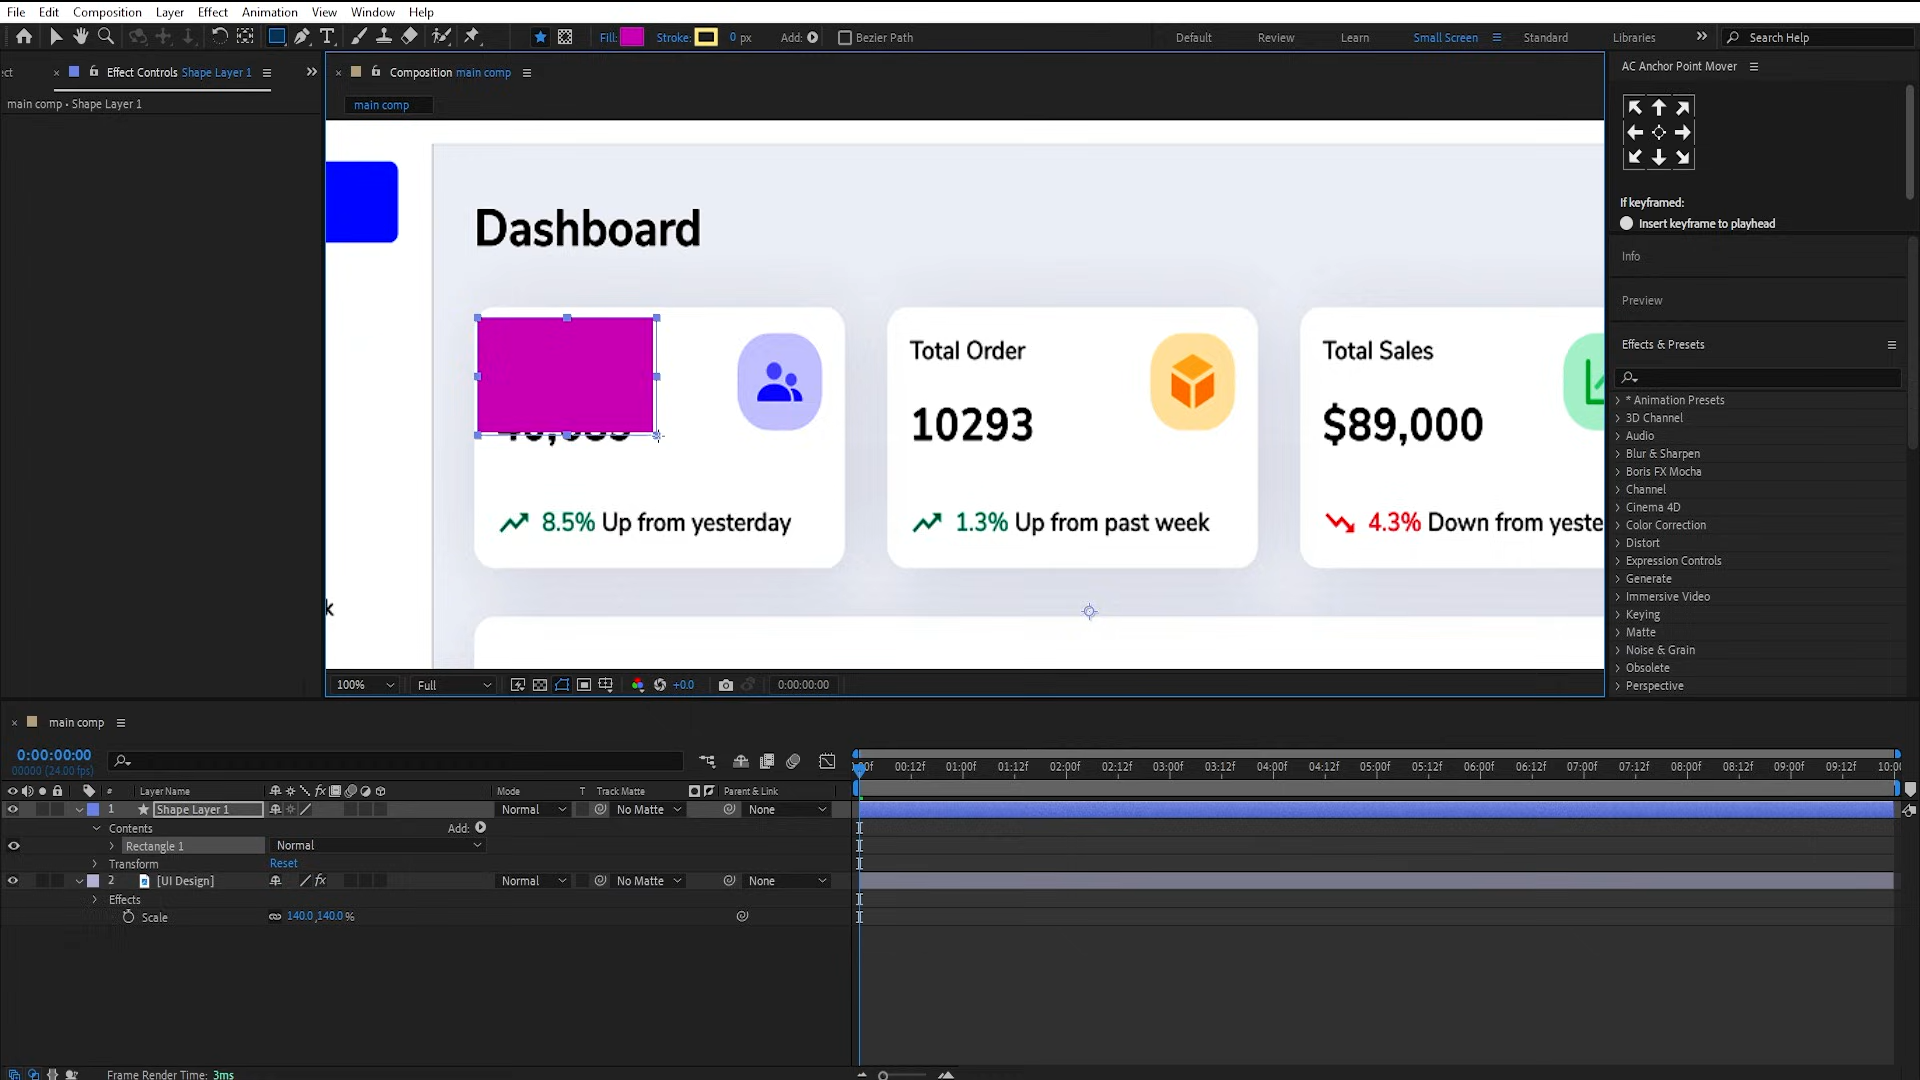 File Edit Composition Layer Effect Animation View Window Help
Fill: Stroke: 0 px Add: Bezier Path Default Review Learn Small Screen Standard Libraries Search Help
Effect Controls Shape Layer 1
Composition main comp
AC Anchor Point Mover
main comp • Shape Layer 1
main comp
If keyframed:
Insert keyframe to playhead
Info
Preview
Effects & Presets
* Animation Presets
3D Channel
Audio
Blur & Sharpen
Boris FX Mocha
Channel
Cinema 4D
Color Correction
Distort
Expression Controls
Generate
Immersive Video
Keying
Matte
Noise & Grain
Obsolete
Perspective
Dashboard
Total Order
10293
1.3% Up from past week
Total Sales
$89,000
4.3% Down from yeste
8.5% Up from yesterday
k
100% Full +0.0 0:00:00:00
main comp
0:00:00:00
00000 (24.00 fps)
00:12f 01:00f 01:12f 02:00f 02:12f 03:00f 03:12f 04:00f 04:12f 05:00f 05:12f 06:00f 06:12f 07:00f 07:12f 08:00f 08:12f 09:00f 09:12f 10:0
# Layer Name fx Mode T Track Matte Parent & Link
1 Shape Layer 1 Normal No Matte None
Contents Add:
Rectangle 1 Normal
Transform Reset
2 [UI Design] fx Normal No Matte None
Effects
Scale 140.0,140.0%
Frame Render Time: 3ms